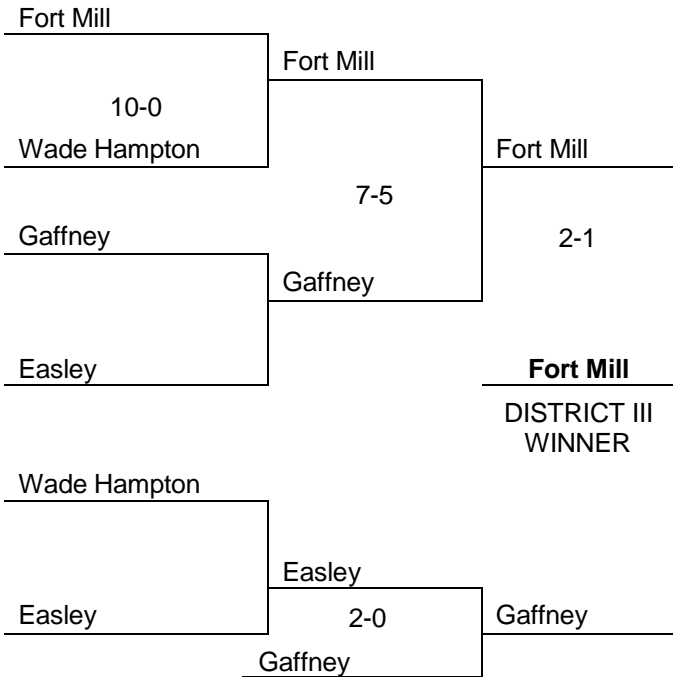 Fort Mill
Fort Mill
10-0
Wade Hampton
Fort Mill
7-5
Gaffney
2-1
Gaffney
Easley
Fort Mill
DISTRICT III
WINNER
Wade Hampton
Easley
Easley
2-0
Gaffney
Gaffney